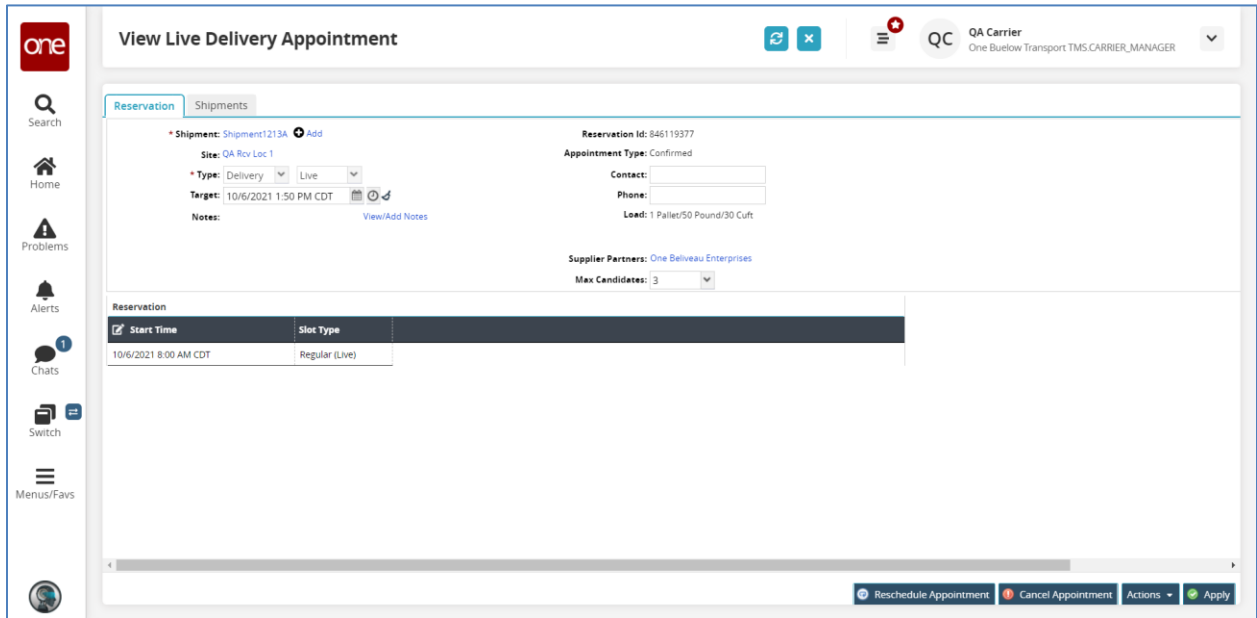 one
View Live Delivery Appointment
QC
QA Carrier
One Buelow Transport TMS.CARRIER_MANAGER
Search
Home
Problems
Alerts
1
Chats
Switch
Menus/Favs
Reservation
Shipments
* Shipment: Shipment1213A Add
Site: QA Rcv Loc 1
* Type: Delivery Live
Target: 10/6/2021 1:50 PM CDT
Notes: View/Add Notes
Reservation Id: 846119377
Appointment Type: Confirmed
Contact:
Phone:
Load: 1 Pallet/50 Pound/30 Cuft
Supplier Partners: One Beliveau Enterprises
Max Candidates: 3
Reservation
Start Time Slot Type
10/6/2021 8:00 AM CDT Regular (Live)
Reschedule Appointment Cancel Appointment Actions Apply